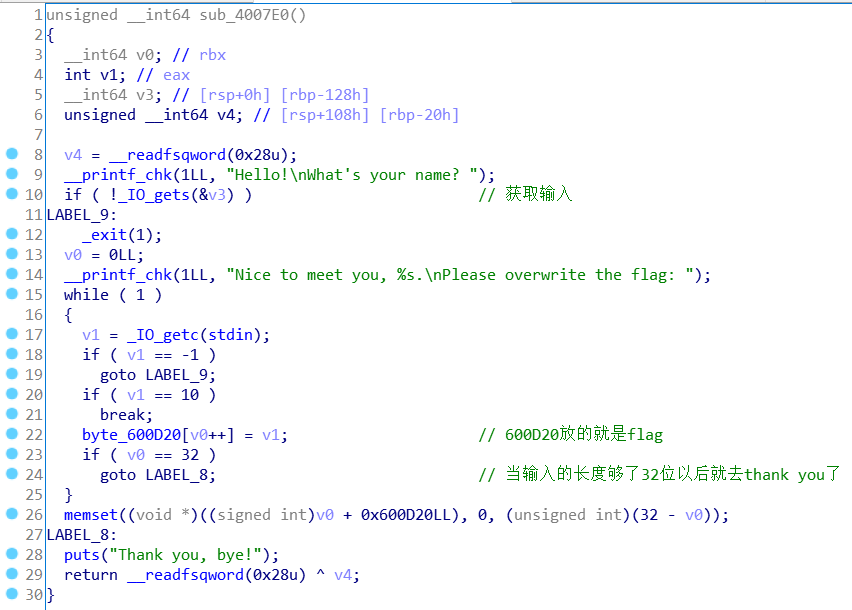 1 unsigned __int64 sub_4007E0()
2 {
3 __int64 v0; // rbx
4 int v1; // eax
5 __int64 v3; // [rsp+0h] [rbp-128h]
6 unsigned __int64 v4; // [rsp+108h] [rbp-20h]
7
8 v4 = __readfsqword(0x28u);
9 __printf_chk(1LL, "Hello!\nWhat's your name? ");
10 if ( !_IO_gets(&v3) ) // 获取输入
11 LABEL_9:
12 _exit(1);
13 v0 = 0LL;
14 __printf_chk(1LL, "Nice to meet you, %s.\nPlease overwrite the flag: ");
15 while ( 1 )
16 {
17 v1 = _IO_getc(stdin);
18 if ( v1 == -1 )
19 goto LABEL_9;
20 if ( v1 == 10 )
21 break;
22 byte_600D20[v0++] = v1; // 600D20放的就是flag
23 if ( v0 == 32 )
24 goto LABEL_8; // 当输入的长度够了32位以后就去thank you了
25 }
26 memset((void *)((signed int)v0 + 0x600D20LL), 0, (unsigned int)(32 - v0));
27 LABEL_8:
28 puts("Thank you, bye!");
29 return __readfsqword(0x28u) ^ v4;
30 }